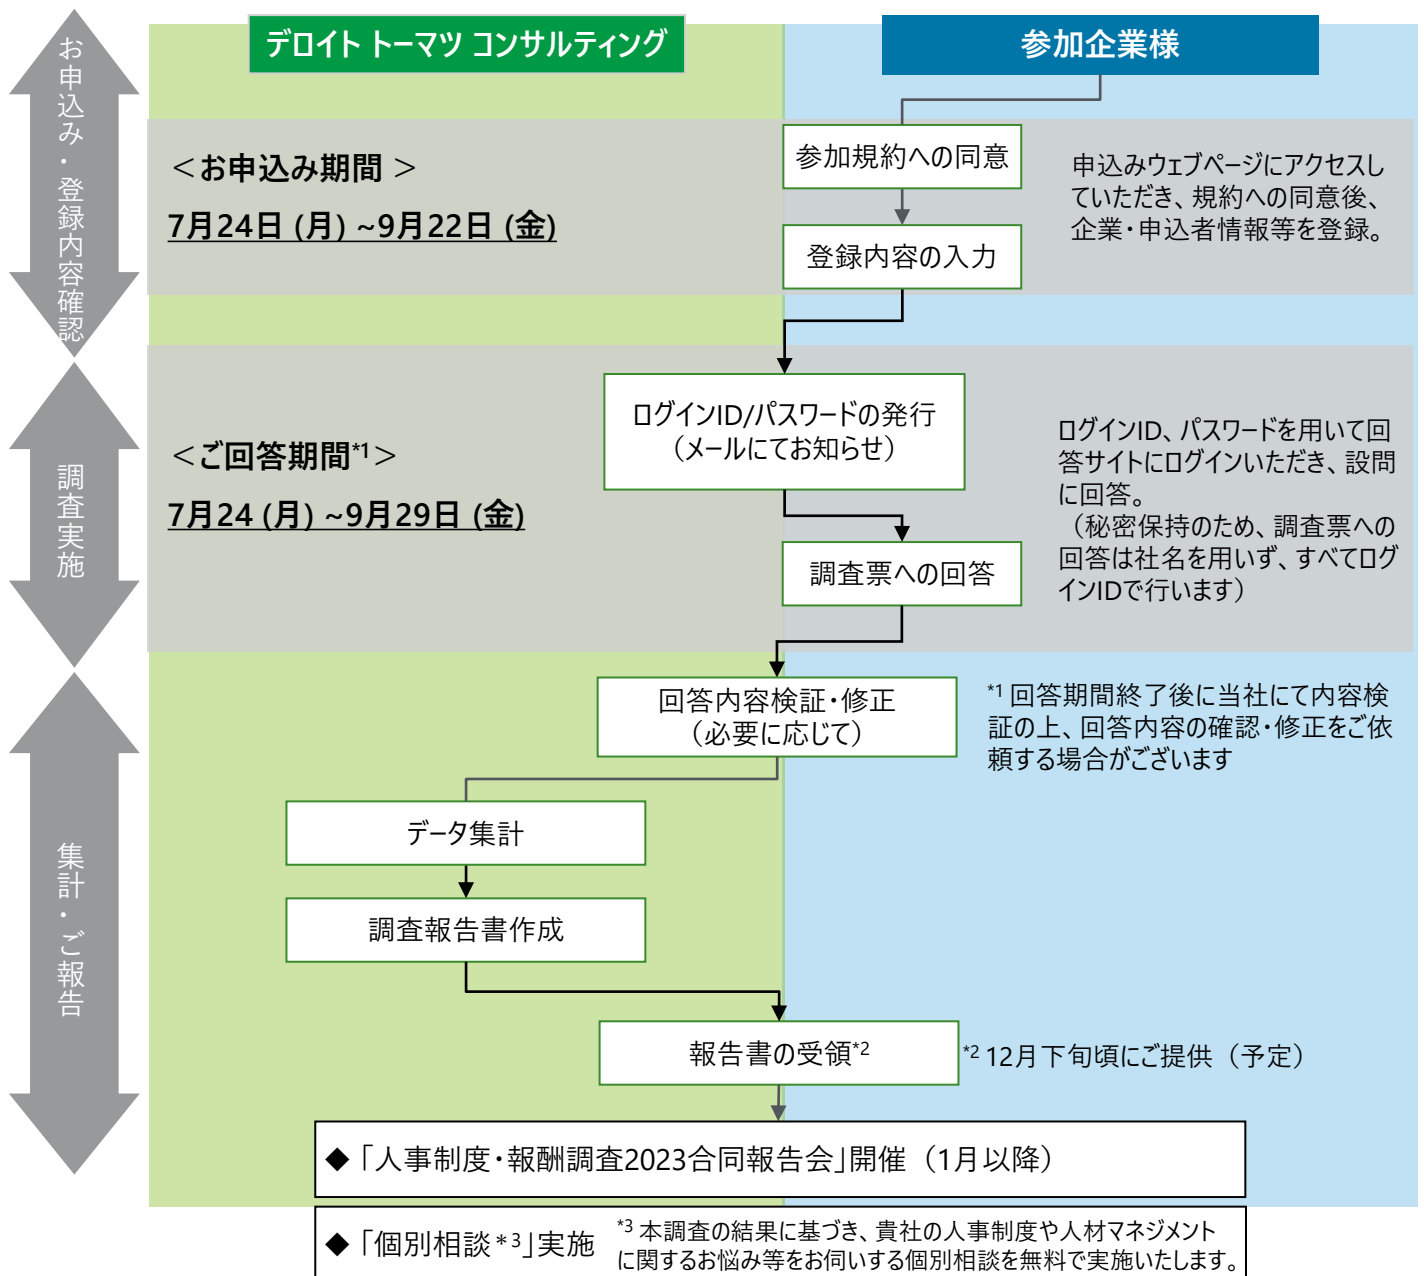 お申込み・登録内容確認
デロイト トーマツ コンサルティング
参加企業様
＜お申込み期間 ＞
7月24日 (月) ~9月22日 (金)
参加規約への同意
登録内容の入力
申込みウェブページにアクセスし
ていただき、規約への同意後、
企業・申込者情報等を登録。
調査実施
＜ご回答期間*1＞
7月24 (月) ~9月29日 (金)
ログインID/パスワードの発行
（メールにてお知らせ）
調査票への回答
ログインID、パスワードを用いて回
答サイトにログインいただき、設問
に回答。
（秘密保持のため、調査票への
回答は社名を用いず、すべてログ
インIDで行います）
集計・ご報告
回答内容検証・修正
（必要に応じて）
*1 回答期間終了後に当社にて内容検
証の上、回答内容の確認・修正をご依
頼する場合がございます
データ集計
調査報告書作成
報告書の受領*2
*2 12月下旬頃にご提供（予定）
◆「人事制度・報酬調査2023合同報告会」開催（1月以降）
◆「個別相談*3」実施
*3 本調査の結果に基づき、貴社の人事制度や人材マネジメント
に関するお悩み等をお伺いする個別相談を無料で実施いたします。